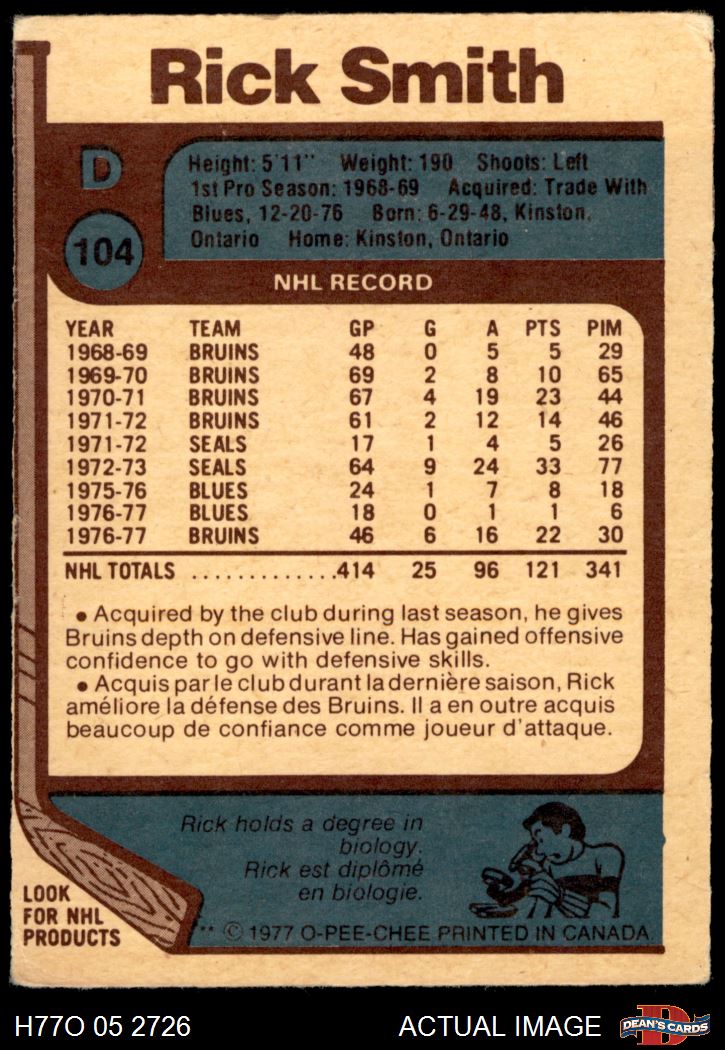 Rick Smith
D
104
Height: 5'11" Weight: 190 Shoots: Left
1st Pro Season: 1968-69 Acquired: Trade With
Blues, 12-20-76 Born: 6-29-48, Kinston,
Ontario Home: Kinston, Ontario
NHL RECORD
YEAR TEAM GP G A PTS PIM
1968-69 BRUINS 48 0 5 5 29
1969-70 BRUINS 69 2 8 10 65
1970-71 BRUINS 67 4 19 23 44
1971-72 BRUINS 61 2 12 14 46
1971-72 SEALS 17 1 4 5 26
1972-73 SEALS 64 9 24 33 77
1975-76 BLUES 24 1 7 8 18
1976-77 BLUES 18 0 1 1 6
1976-77 BRUINS 46 6 16 22 30
NHL TOTALS .............414 25 96 121 341
• Acquired by the club during last season, he gives
Bruins depth on defensive line. Has gained offensive
confidence to go with defensive skills.
• Acquis par le club durant la dernière saison, Rick
améliore la défense des Bruins. Il a en outre acquis
beaucoup de confiance comme joueur d'attaque.
Rick holds a degree in
biology.
Rick est diplômé
en biologie.
LOOK
FOR NHL
PRODUCTS
** © 1977 O-PEE-CHEE PRINTED IN CANADA
H77O 05 2726
ACTUAL IMAGE
D
DEAN'S CARDS